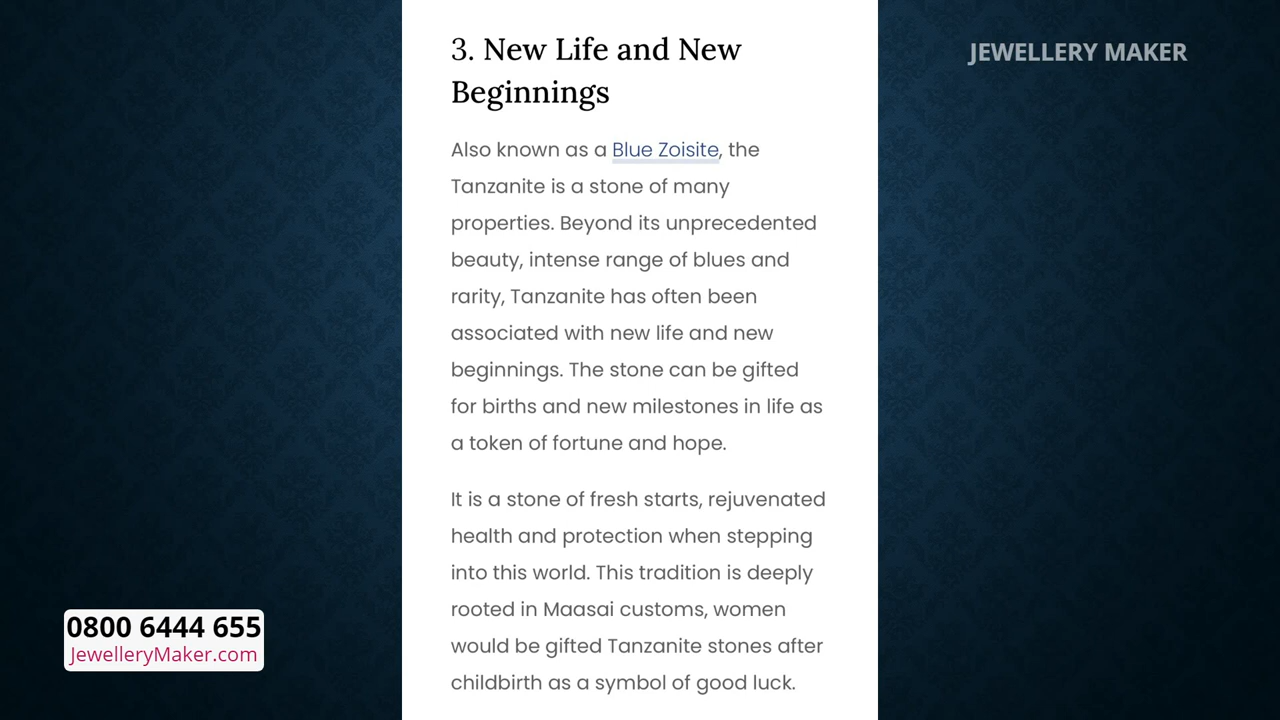 3. New Life and New
Beginnings
JEWELLERY MAKER
Also known as a Blue Zoisite, the
Tanzanite is a stone of many
properties. Beyond its unprecedented
beauty, intense range of blues and
rarity, Tanzanite has often been
associated with new life and new
beginnings. The stone can be gifted
for births and new milestones in life as
a token of fortune and hope.
It is a stone of fresh starts, rejuvenated
health and protection when stepping
into this world. This tradition is deeply
rooted in Maasai customs, women
would be gifted Tanzanite stones after
childbirth as a symbol of good luck.
0800 6444 655
JewelleryMaker.com